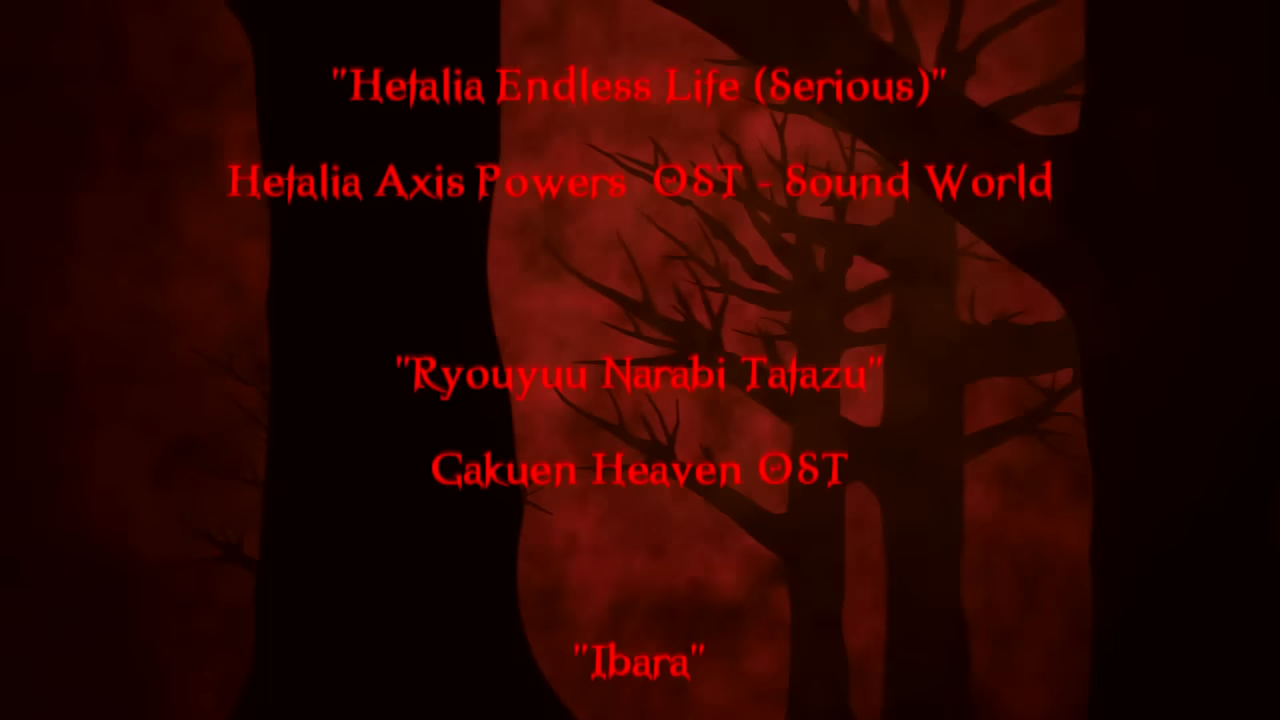 "Hetalia Endless Life (Serious)"
Hetalia Axis Powers OST - Sound World
"Ryouyuu Narabi Tatazu"
Gakuen Heaven OST
"Ibara"